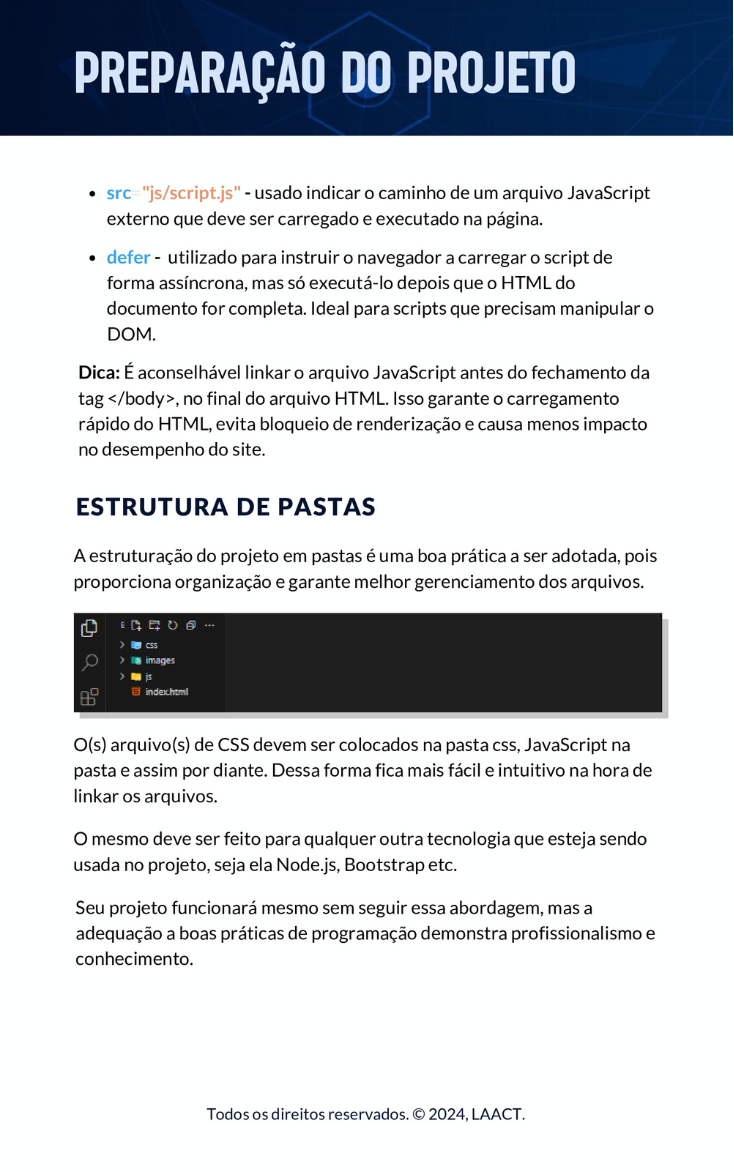 PREPARAÇÃO DO PROJETO
• src="js/script.js" - usado indicar o caminho de um arquivo JavaScript
externo que deve ser carregado e executado na página.
• defer - utilizado para instruir o navegador a carregar o script de
forma assíncrona, mas só executá-lo depois que o HTML do
documento for completa. Ideal para scripts que precisam manipular o
DOM.
Dica: É aconselhável linkar o arquivo JavaScript antes do fechamento da
tag </body>, no final do arquivo HTML. Isso garante o carregamento
rápido do HTML, evita bloqueio de renderização e causa menos impacto
no desempenho do site.
ESTRUTURA DE PASTAS
A estruturação do projeto em pastas é uma boa prática a ser adotada, pois
proporciona organização e garante melhor gerenciamento dos arquivos.
E
css
images
js
index.html
O(s) arquivo(s) de CSS devem ser colocados na pasta css, JavaScript na
pasta e assim por diante. Dessa forma fica mais fácil e intuitivo na hora de
linkar os arquivos.
O mesmo deve ser feito para qualquer outra tecnologia que esteja sendo
usada no projeto, seja ela Node.js, Bootstrap etc.
Seu projeto funcionará mesmo sem seguir essa abordagem, mas a
adequação a boas práticas de programação demonstra profissionalismo e
conhecimento.
Todos os direitos reservados. © 2024, LAACT.